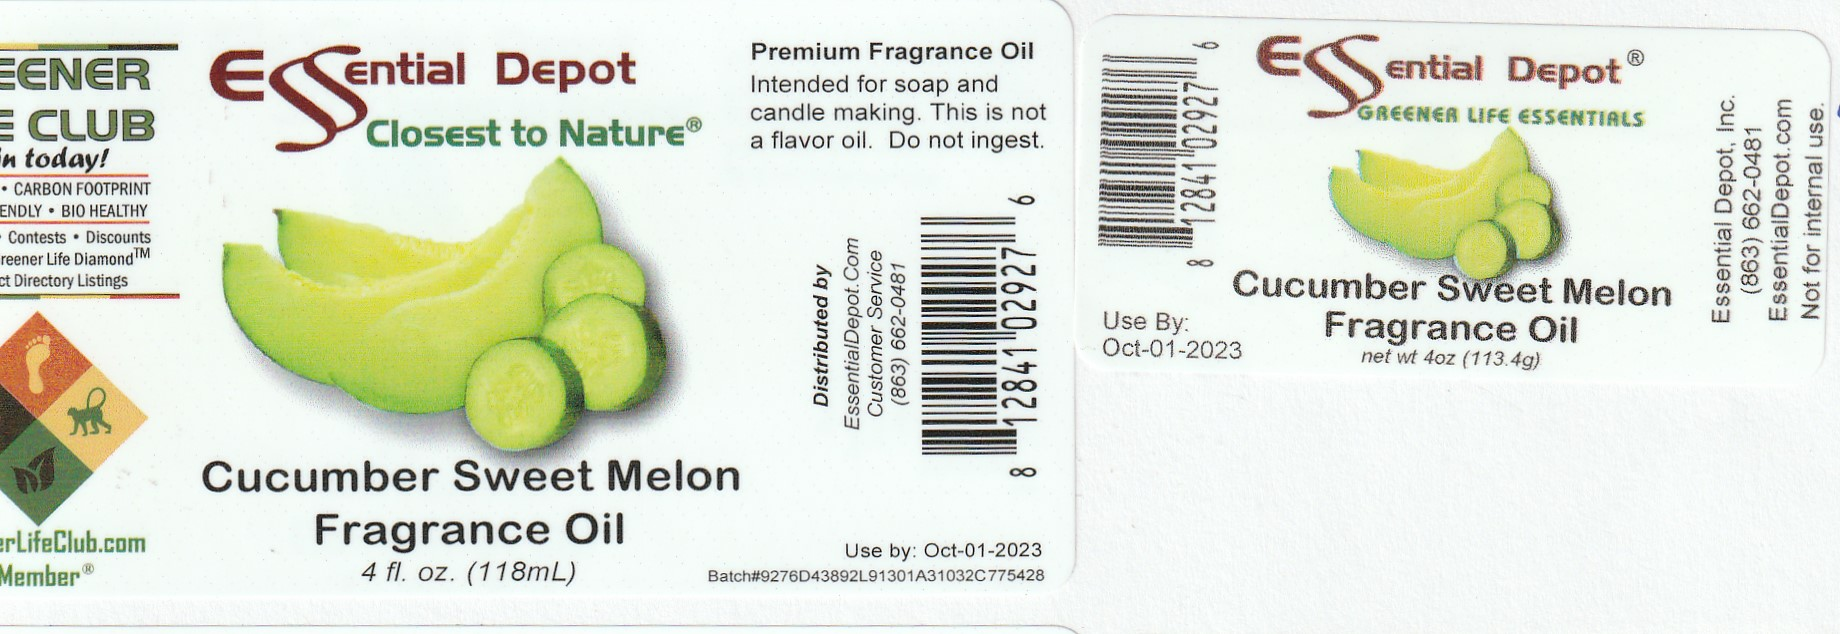 EENER
E CLUB
in today!
• CARBON FOOTPRINT
ENDLY • BIO HEALTHY
• Contests • Discounts
reener Life Diamond™
ct Directory Listings
erLifeClub.com
Member®
Essential Depot
Closest to Nature®
Cucumber Sweet Melon
Fragrance Oil
4 fl. oz. (118mL)
Premium Fragrance Oil
Intended for soap and
candle making. This is not
a flavor oil. Do not ingest.
Distributed by
EssentialDepot.Com
Customer Service
(863) 662-0481
8 12841 02927 6
Use by: Oct-01-2023
Batch#9276D43892L91301A31032C775428
8 12841 02927 6
Use By:
Oct-01-2023
Essential Depot®
GREENER LIFE ESSENTIALS
Cucumber Sweet Melon
Fragrance Oil
net wt 4oz (113.4g)
Essential Depot, Inc.
(863) 662-0481
EssentialDepot.com
Not for internal use.